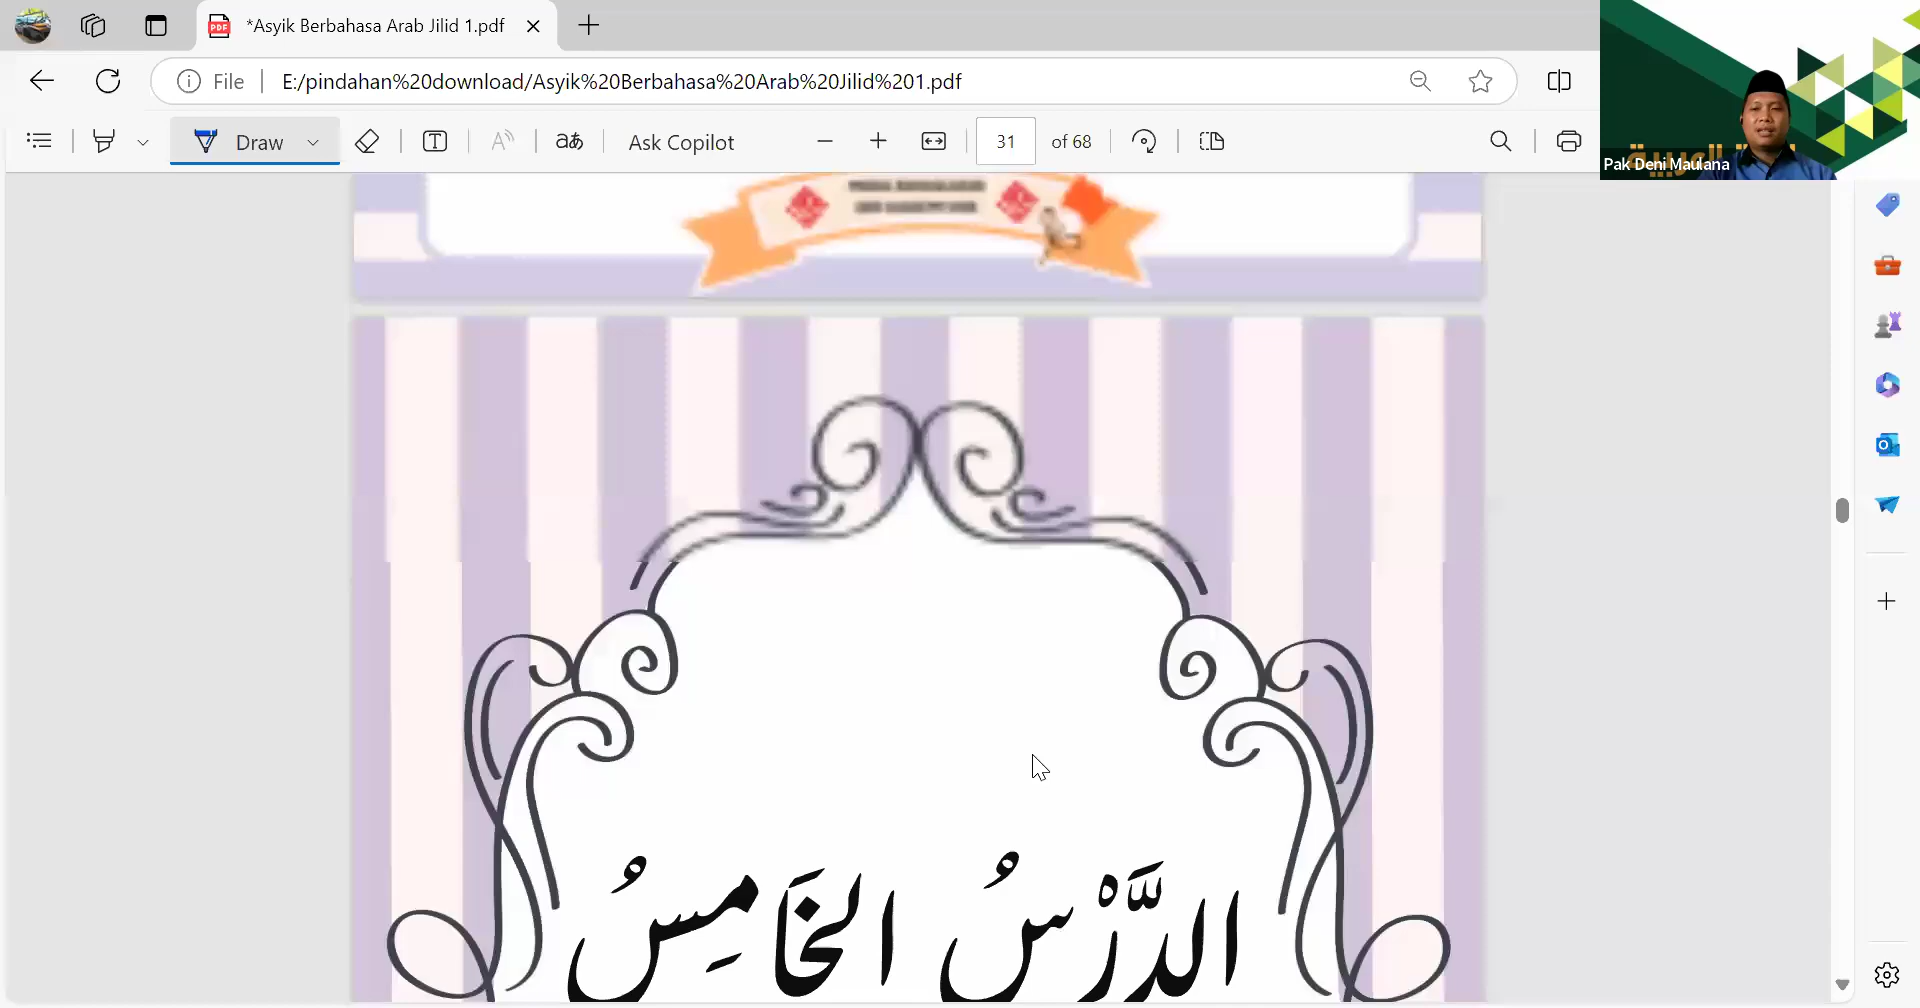 *Asyik Berbahasa Arab Jilid 1.pdf
File
E:/pindahan%20download/Asyik%20Berbahasa%20Arab%20Jilid%201.pdf
Draw
Ask Copilot
31 of 68
Pak Deni Maulana
الدَّرْسُ الخَامِسُ